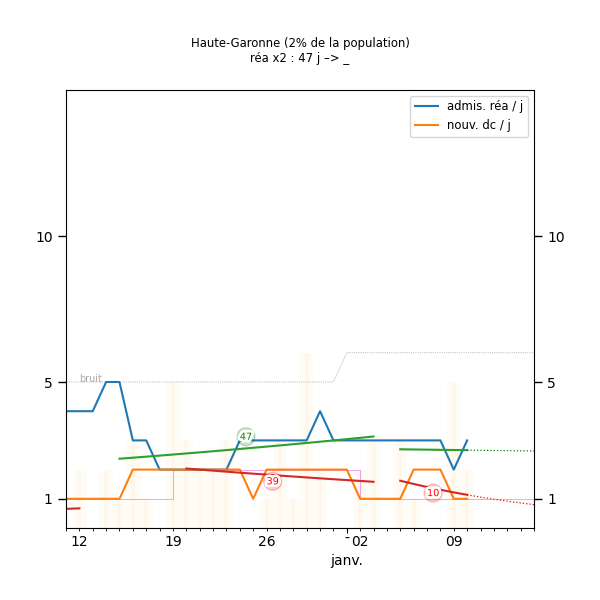 Haute-Garonne (2% de la population)
réa x2 : 47 j –> _
admis. réa / j
nouv. dc / j
10
10
bruit
5
5
47
39
10
1
1
12
19
26
02
09
janv.